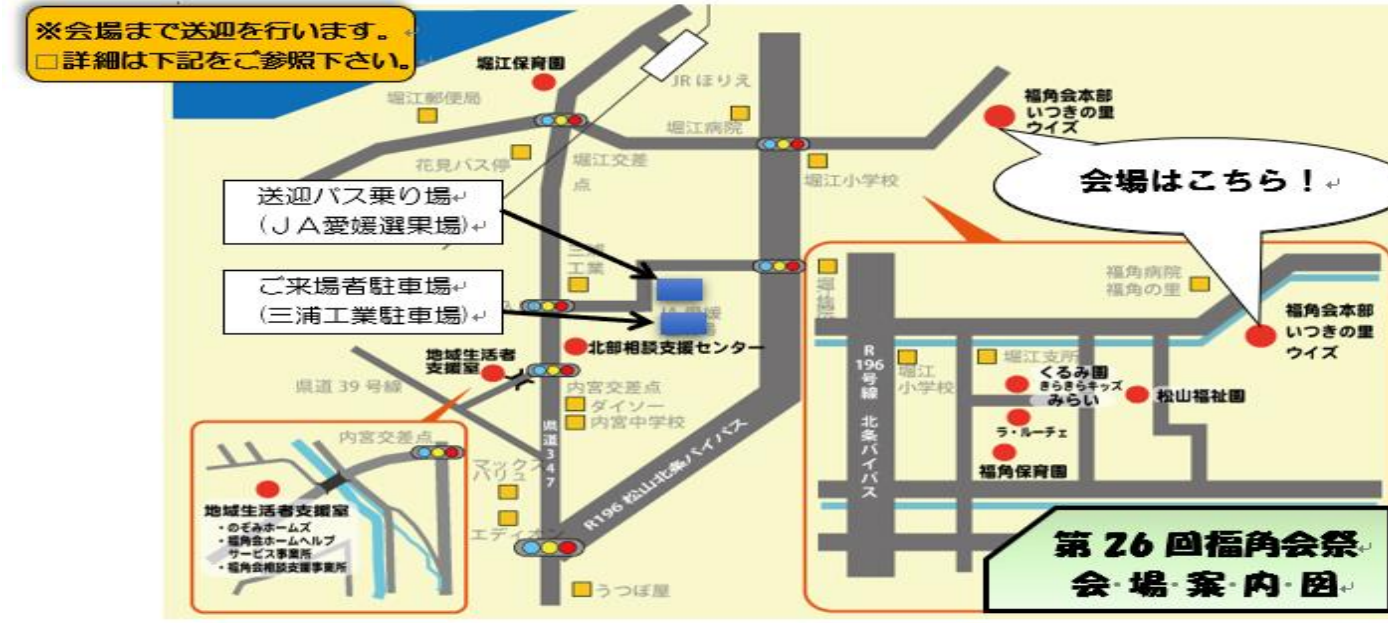 ※会場まで送迎を行います。
□詳細は下記をご参照下さい。
堀江保育園
堀江郵便局
花見バス停
堀江交差
点
JRほりえ
堀江病院
堀江小学校
福角会本部
いつきの里
ウイズ
会場はこちら！
送迎バス乗り場
(ＪＡ愛媛選果場)
ご来場者駐車場
(三浦工業駐車場)
三浦
工業
北部相談支援センター
地域生活者
支援室
県道39号線
内宮交差点
ダイソー
内宮中学校
県道347
マックス
バリュ
エディオン
R196 松山北条バイパス
うつぼ屋
内宮交差点
地域生活者支援室
・のぞみホームズ
・福角会ホームヘルプ
サービス事業所
・福角会相談支援事業所
福角病院
福角の里
福角会本部
いつきの里
ウイズ
R
196
号線 北条バイパス
堀江
小学校
堀江支所
くるみ園
きらきらキッズ
みらい
松山福祉園
ラ・ルーチェ
福角保育園
第26回福角会祭
会・場・案・内・図